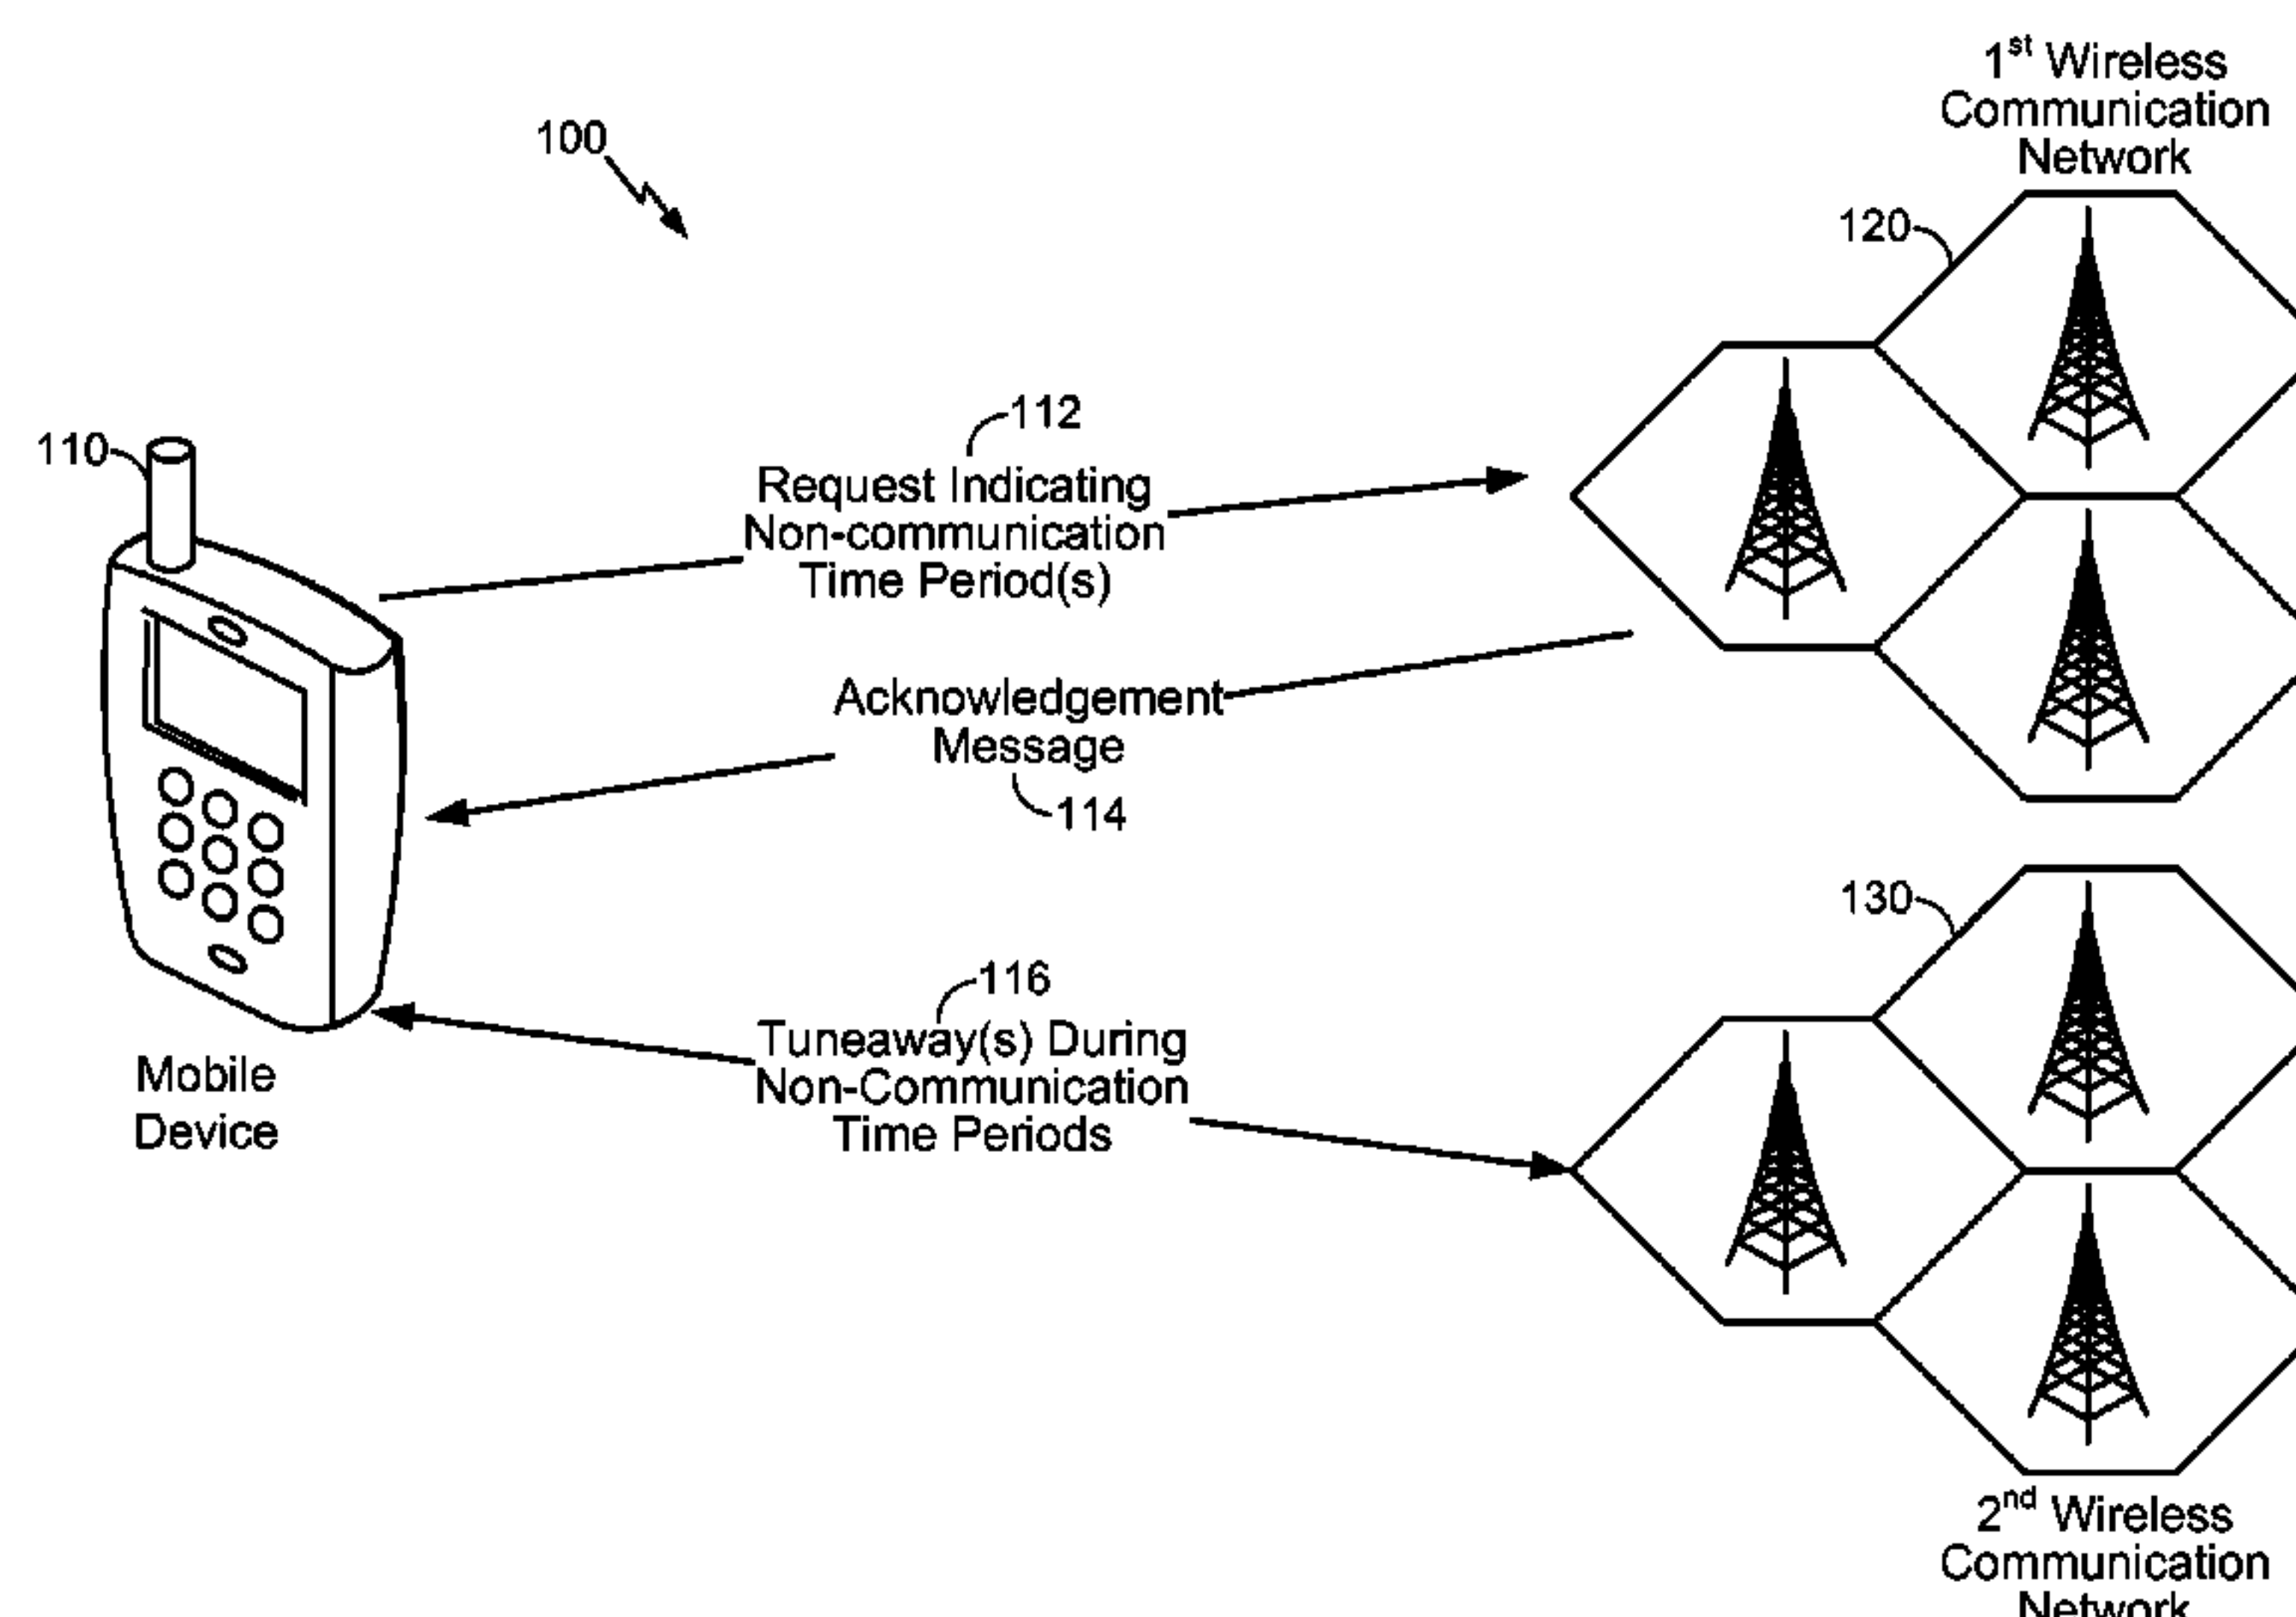 1st Wireless
Communication
Network
100
120
112
110
Request Indicating
Non-communication
Time Period(s)
Acknowledgement
Message
114
130
116
Tuneaway(s) During
Non-Communication
Time Periods
Mobile
Device
2nd Wireless
Communication
Network